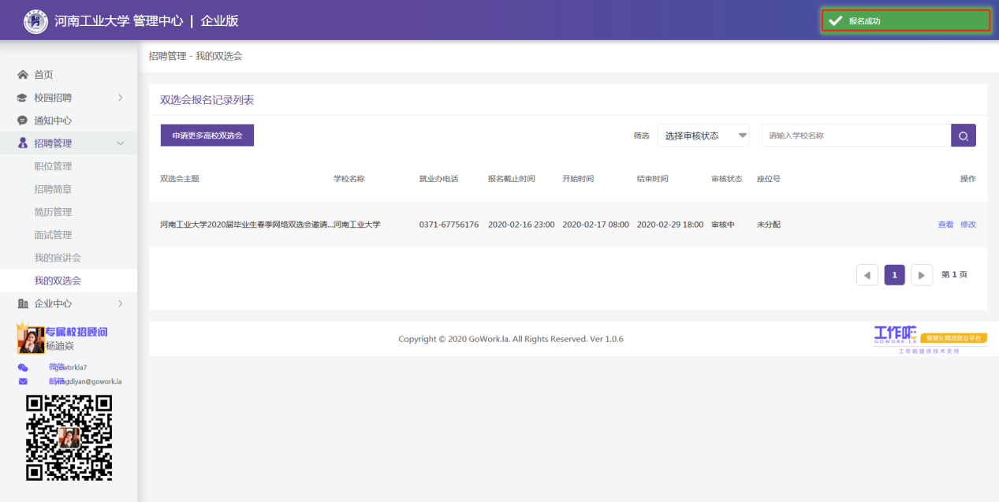 河南工业大学 管理中心 | 企业版
报名成功
招聘管理 - 我的双选会
首页
校园招聘
通知中心
招聘管理
职位管理
招聘简章
简历管理
面试管理
我的宣讲会
我的双选会
企业中心
专属校招顾问
杨迪焱
微信 goworkla7
邮箱 yangdiyan@gowork.la
双选会报名记录列表
申请更多高校双选会
筛选 选择审核状态 请输入学校名称
双选会主题 学校名称 就业办电话 报名截止时间 开始时间 结束时间 审核状态 座位号 操作
河南工业大学2020届毕业生春季网络双选会邀请... 河南工业大学 0371-67756176 2020-02-16 23:00 2020-02-17 08:00 2020-02-29 18:00 审核中 未分配 查看 修改
1 第 1 页
Copyright © 2020 GoWork.la. All Rights Reserved. Ver 1.0.6
工作啦
GOWORK.LA
智慧化精准就业平台
工作啦提供技术支持